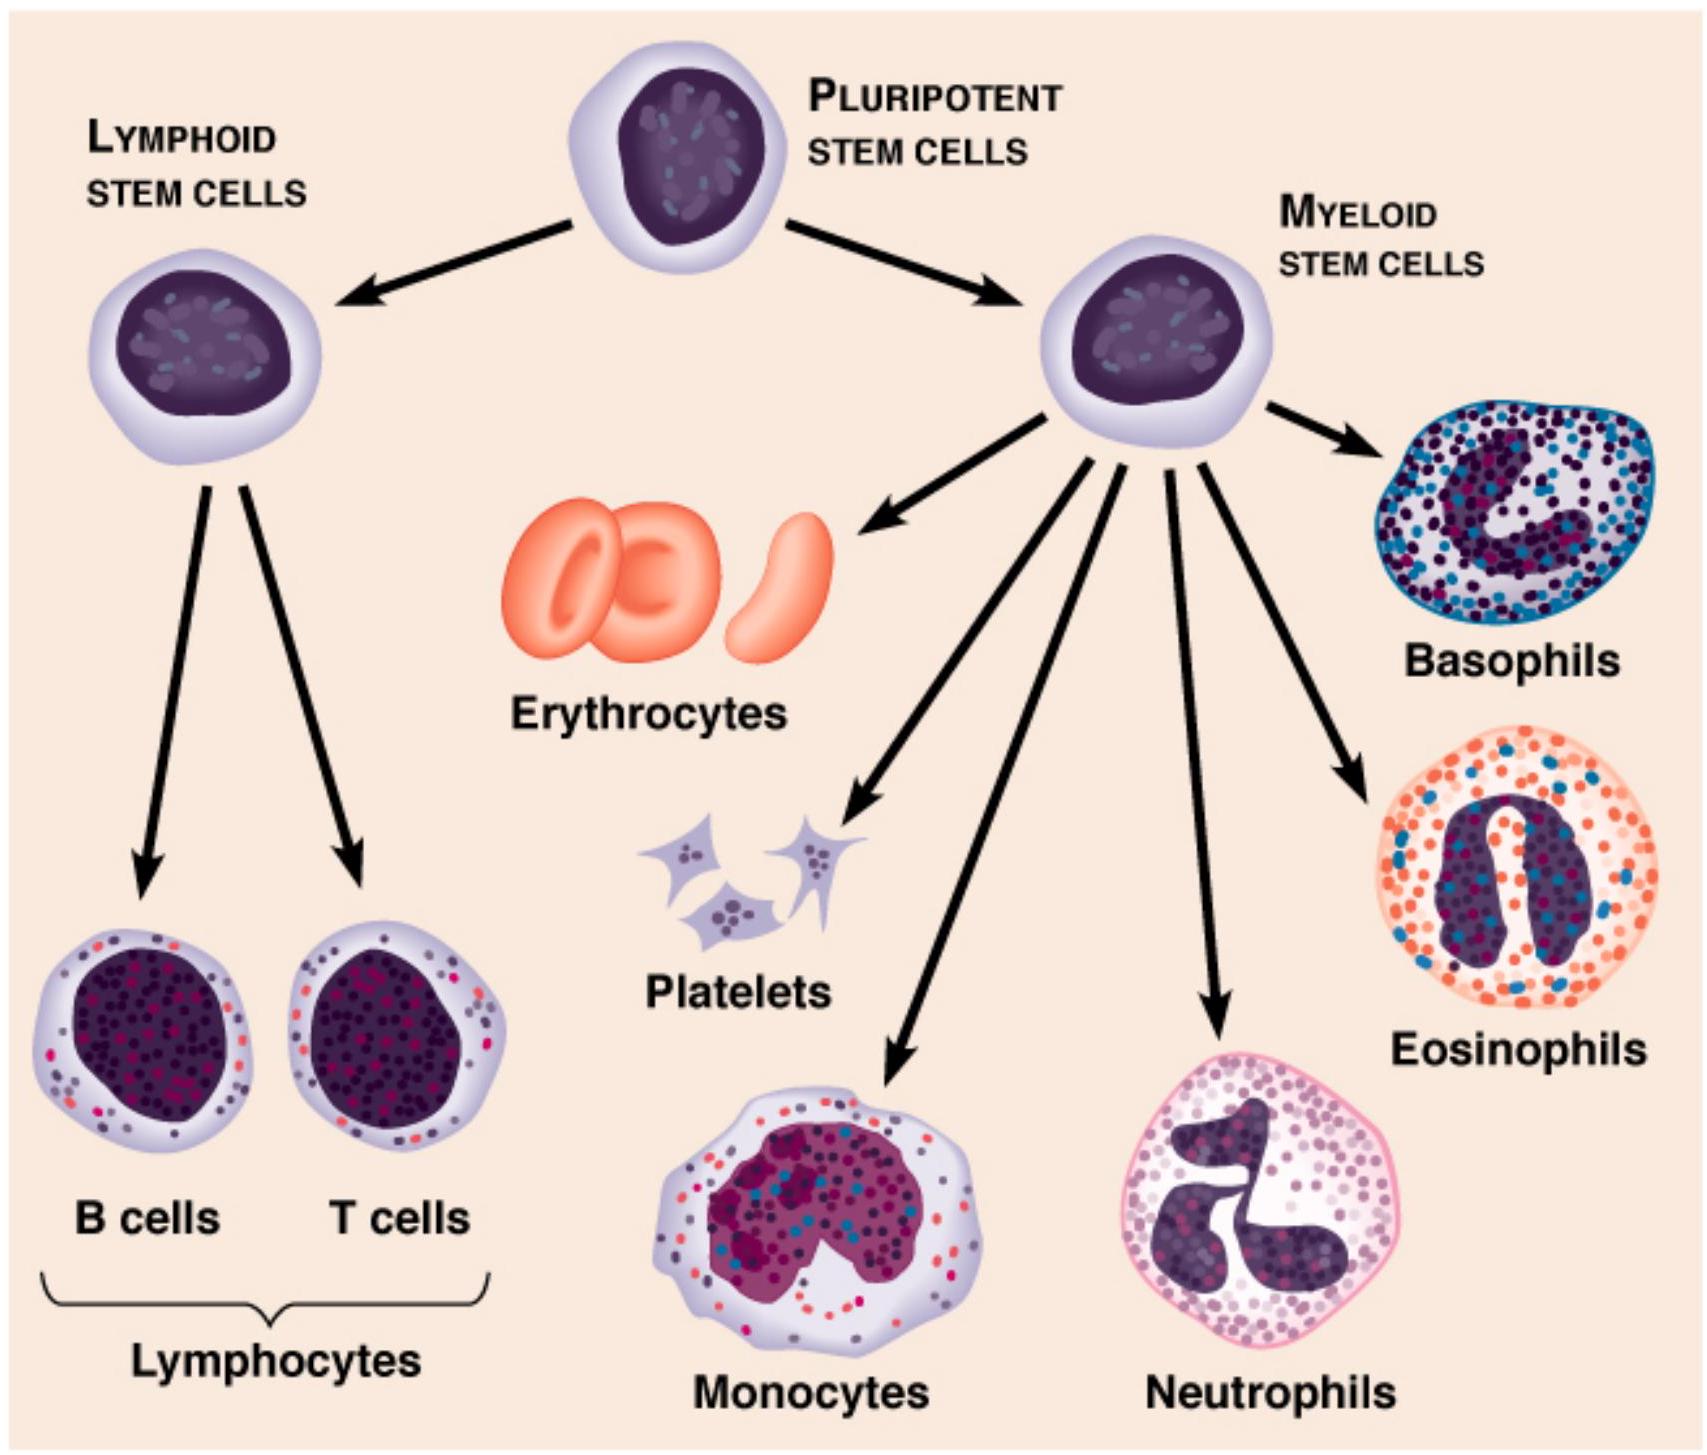 PLURIPOTENT
STEM CELLS
LYMPHOID
STEM CELLS
MYELOID
STEM CELLS
Basophils
Erythrocytes
Platelets
Eosinophils
B cells
T cells
Lymphocytes
Monocytes
Neutrophils